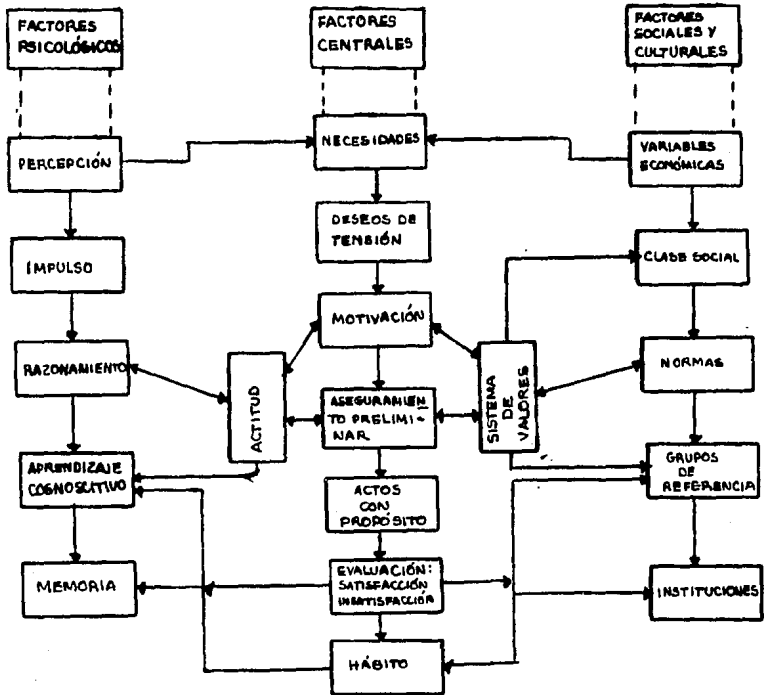 FACTORES
PSICOLÓGICOS
FACTORES
CENTRALES
FACTORES
SOCIALES Y
CULTURALES
PERCEPCIÓN
NECESIDADES
VARIABLES
ECONÓMICAS
DESEOS DE
TENSIÓN
IMPULSO
CLASE SOCIAL
MOTIVACIÓN
RAZONAMIENTO
ACTITUD
ASEGURAMIEN
TO PRELIMI-
NAR
SISTEMA
DE
VALORES
NORMAS
APRENDIZAJE
COGNOSCITIVO
ACTOS
CON
PROPÓSITO
GRUPOS
DE
REFERENCIA
MEMORIA
EVALUACIÓN:
SATISFACCIÓN
INSATISFACCIÓN
INSTITUCIONES
HÁBITO